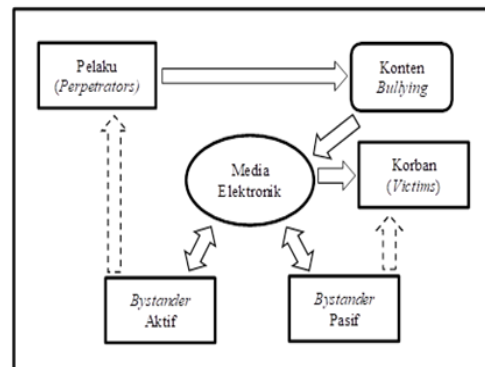 Pelaku
(Perpetrators)
Konten
Bullying
Media
Elektronik
Korban
(Victims)
Bystander
Aktif
Bystander
Pasif